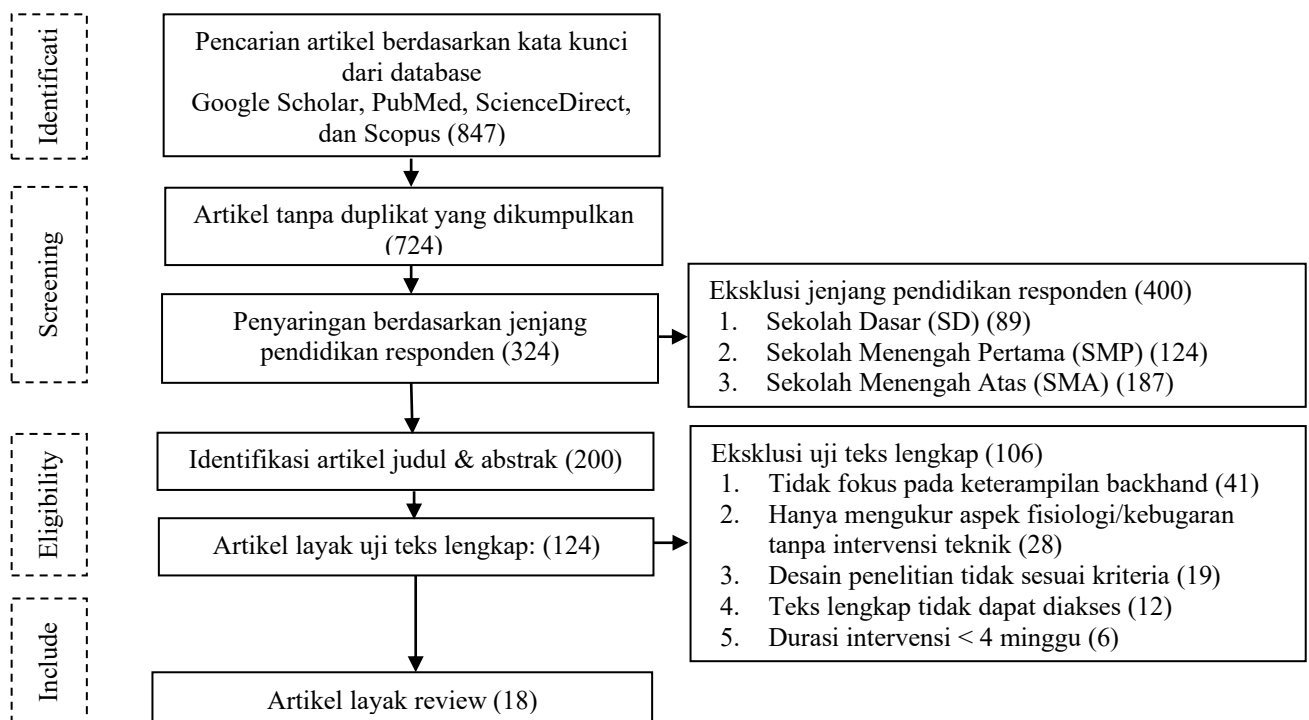 Identificati
Pencarian artikel berdasarkan kata kunci
dari database
Google Scholar, PubMed, ScienceDirect,
dan Scopus (847)
Screening
Artikel tanpa duplikat yang dikumpulkan
(724)
Penyaringan berdasarkan jenjang
pendidikan responden (324)
Eksklusi jenjang pendidikan responden (400)
1. Sekolah Dasar (SD) (89)
2. Sekolah Menengah Pertama (SMP) (124)
3. Sekolah Menengah Atas (SMA) (187)
Eligibility
Identifikasi artikel judul & abstrak (200)
Artikel layak uji teks lengkap: (124)
Eksklusi uji teks lengkap (106)
1. Tidak fokus pada keterampilan backhand (41)
2. Hanya mengukur aspek fisiologi/kebugaran
tanpa intervensi teknik (28)
3. Desain penelitian tidak sesuai kriteria (19)
4. Teks lengkap tidak dapat diakses (12)
5. Durasi intervensi < 4 minggu (6)
Include
Artikel layak review (18)